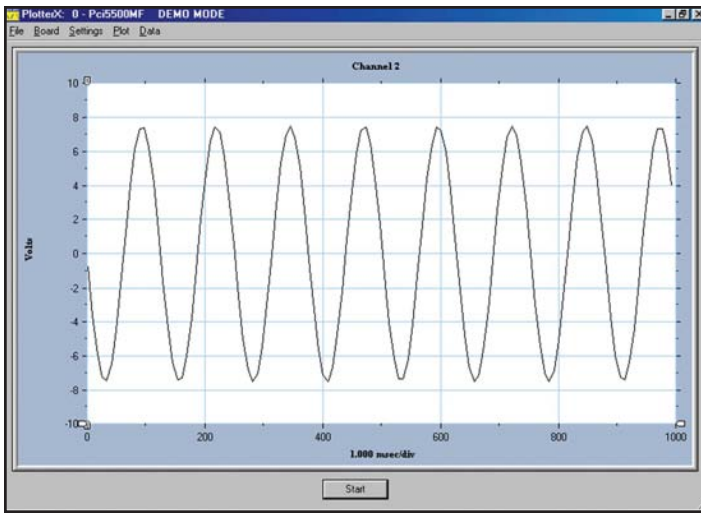 PlotterX: 0 - Pci5500MF DEMO MODE
File Board Settings Plot Data
Channel 2
10
8
6
4
2
0
-2
-4
-6
-8
-10
Volts
0 200 400 600 800 1000
1.000 msec/div
Start